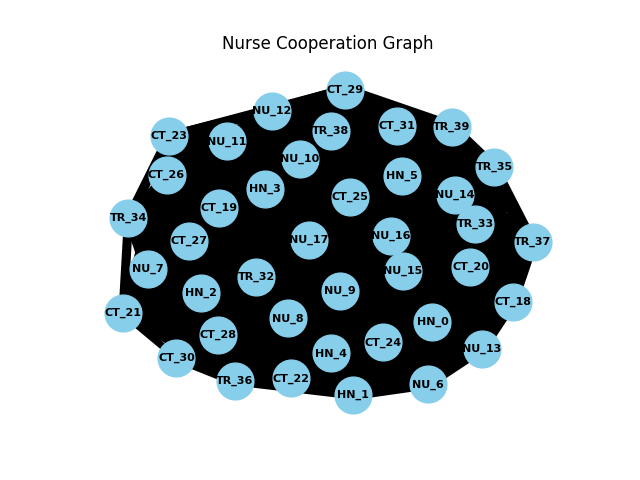 Nurse Cooperation Graph
CT_29
NU_12
CT_31
TR_39
TR_38
CT_23
NU_11
NU_10
TR_35
CT_26
HN_5
HN_3
NU_14
CT_25
CT_19
TR_34
TR_33
NU_16
NU_17
CT_27
TR_37
CT_20
NU_7
NU_15
TR_32
NU_9
HN_2
CT_18
CT_21
NU_8
HN_0
CT_28
CT_24
NU_13
HN_4
CT_30
CT_22
TR_36
NU_6
HN_1